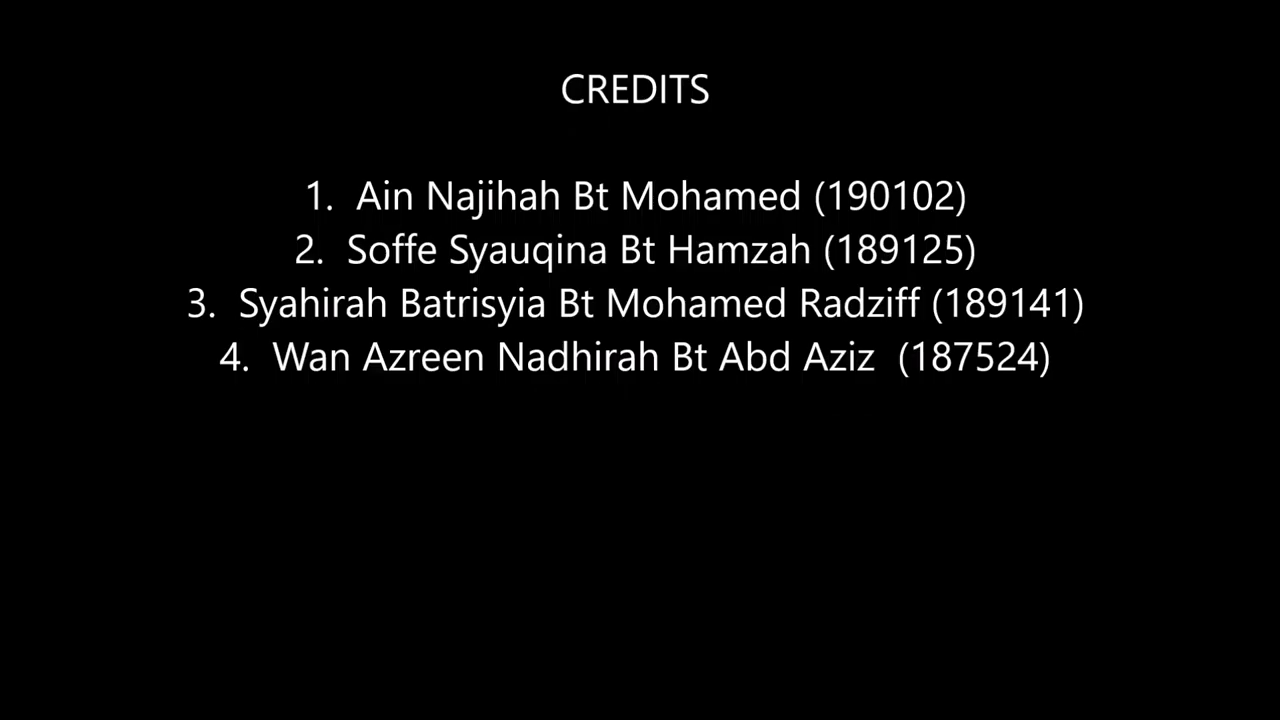 CREDITS
1. Ain Najihah Bt Mohamed (190102)
2. Soffe Syauqina Bt Hamzah (189125)
3. Syahirah Batrisyia Bt Mohamed Radziff (189141)
4. Wan Azreen Nadhirah Bt Abd Aziz (187524)